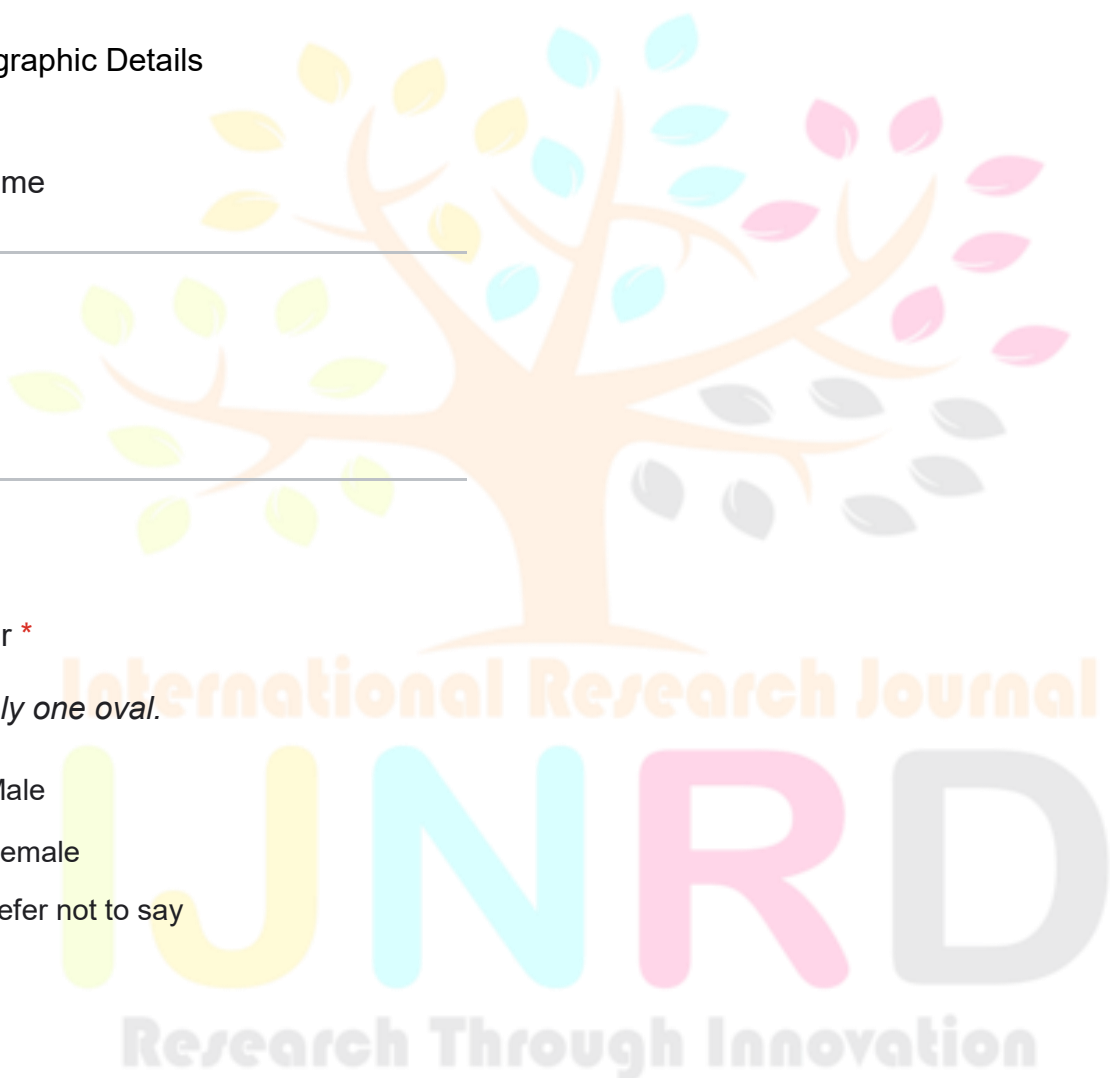 graphic Details
me
r *
ly one oval.
Male
emale
efer not to say
International Research Journal
IJNRD
Research Through Innovation